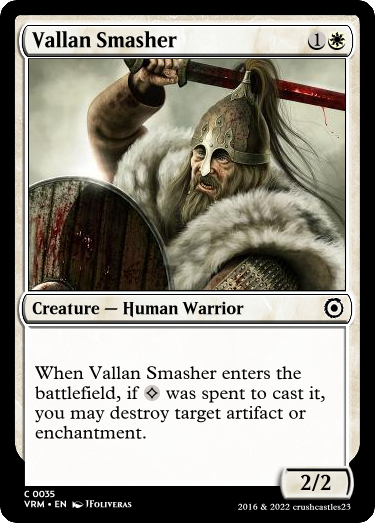 Vallan Smasher 1
Creature — Human Warrior
When Vallan Smasher enters the
battlefield, if was spent to cast it,
you may destroy target artifact or
enchantment.
2/2
C 0035
VRM • EN JFoliveras
2016 & 2022 crushcastles23